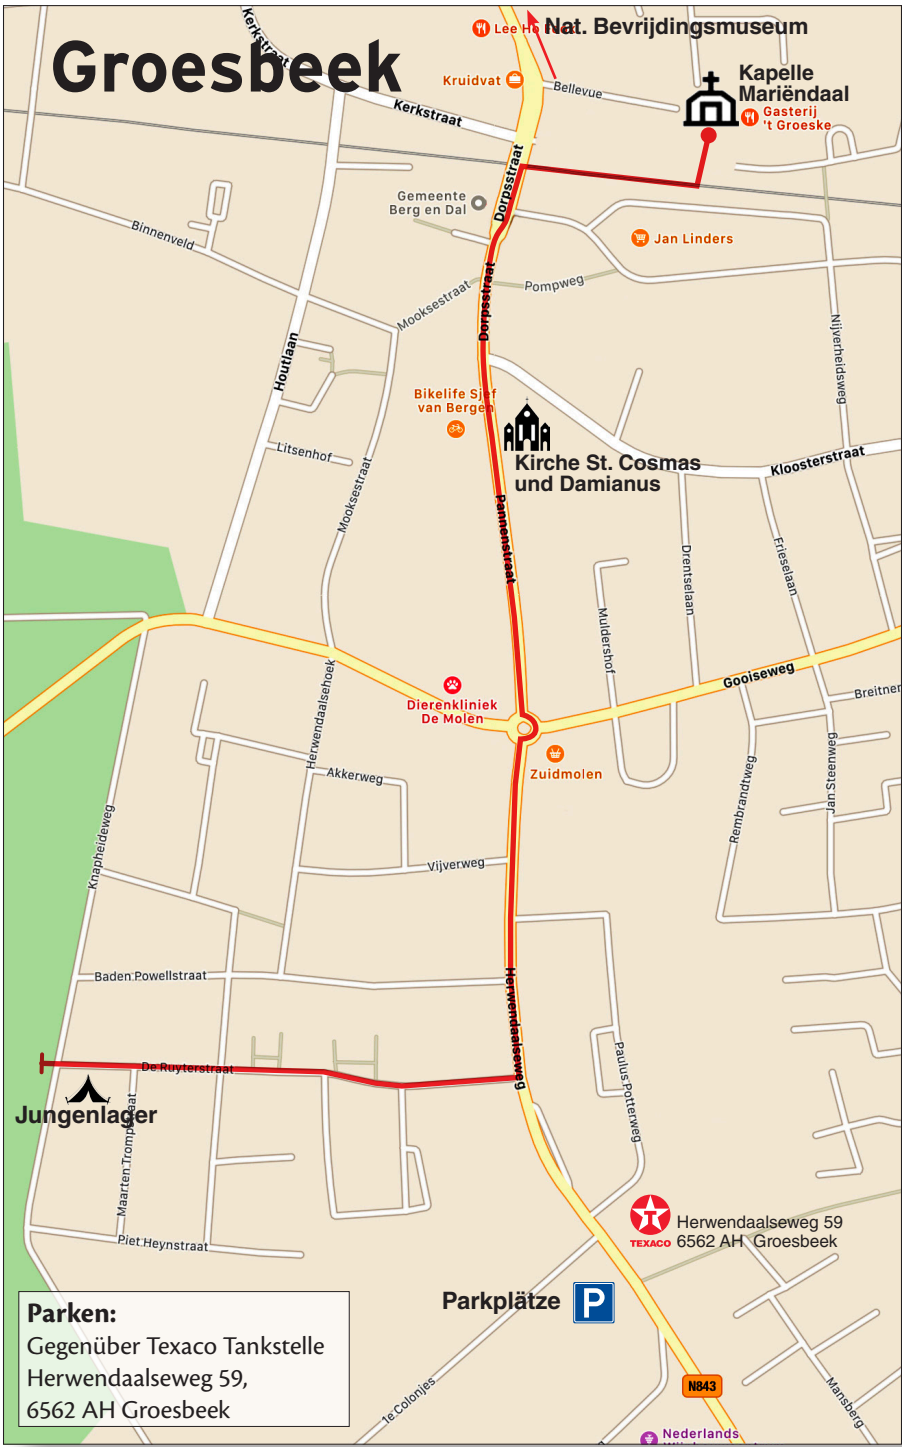 Groesbeek
Kerkstraat
Kerkstraat
Nat. Bevrijdingsmuseum
Kruidvat
Bellevue
Kapelle
Mariëndaal
Gasterij
't Groeske
Dorpsstraat
Gemeente
Berg en Dal
Binnenveld
Jan Linders
Mooksestraat
Dorpsstraat
Pompweg
Houtlaan
Nijverheidsweg
Bikelife Sjef
van Bergen
Kirche St. Cosmas
und Damianus
Kloosterstraat
Litsenhof
Mooksestraat
Pannenstraat
Drentselaan
Frieselaan
Muldershof
Gooiseweg
Breitner
Dierenkliniek
De Molen
Herwendaalsehoek
Zuidmolen
Akkerweg
Rembrandtweg
Jan Steenweg
Knapheideweg
Vijverweg
Baden Powellstraat
Herwendaalseweg
De Ruyterstraat
Paulus Potterweg
Jungenlager
Maarten Trompstraat
Piet Heynstraat
T
TEXACO
Herwendaalseweg 59
6562 AH Groesbeek
Parkplätze
P
Parken:
Gegenüber Texaco Tankstelle
Herwendaalseweg 59,
6562 AH Groesbeek
1e Colonjes
N843
Mansberg
Nederlands